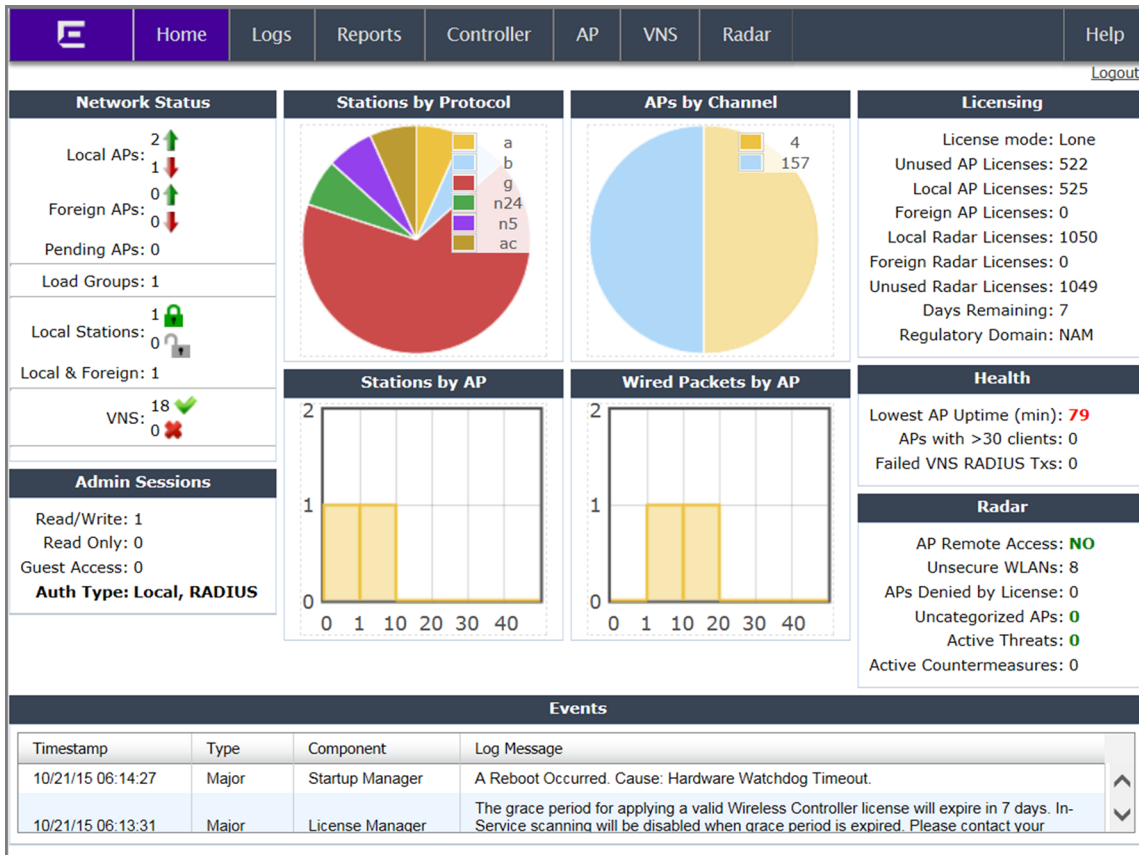 Home Logs Reports Controller AP VNS Radar Help
Logout
Network Status
Local APs: 2
1
Foreign APs: 0
0
Pending APs: 0
Load Groups: 1
Local Stations: 1
0
Local & Foreign: 1
VNS: 18
0
Admin Sessions
Read/Write: 1
Read Only: 0
Guest Access: 0
Auth Type: Local, RADIUS
Stations by Protocol
a
b
g
n24
n5
ac
APs by Channel
4
157
Stations by AP
2
1
0
0 1 10 20 30 40
Wired Packets by AP
2
1
0
0 1 10 20 30 40
Licensing
License mode: Lone
Unused AP Licenses: 522
Local AP Licenses: 525
Foreign AP Licenses: 0
Local Radar Licenses: 1050
Foreign Radar Licenses: 0
Unused Radar Licenses: 1049
Days Remaining: 7
Regulatory Domain: NAM
Health
Lowest AP Uptime (min): 79
APs with >30 clients: 0
Failed VNS RADIUS Txs: 0
Radar
AP Remote Access: NO
Unsecure WLANs: 8
APs Denied by License: 0
Uncategorized APs: 0
Active Threats: 0
Active Countermeasures: 0
Events
Timestamp Type Component Log Message
10/21/15 06:14:27 Major Startup Manager A Reboot Occurred. Cause: Hardware Watchdog Timeout.
10/21/15 06:13:31 Major License Manager The grace period for applying a valid Wireless Controller license will expire in 7 days. In-
Service scanning will be disabled when grace period is expired. Please contact your